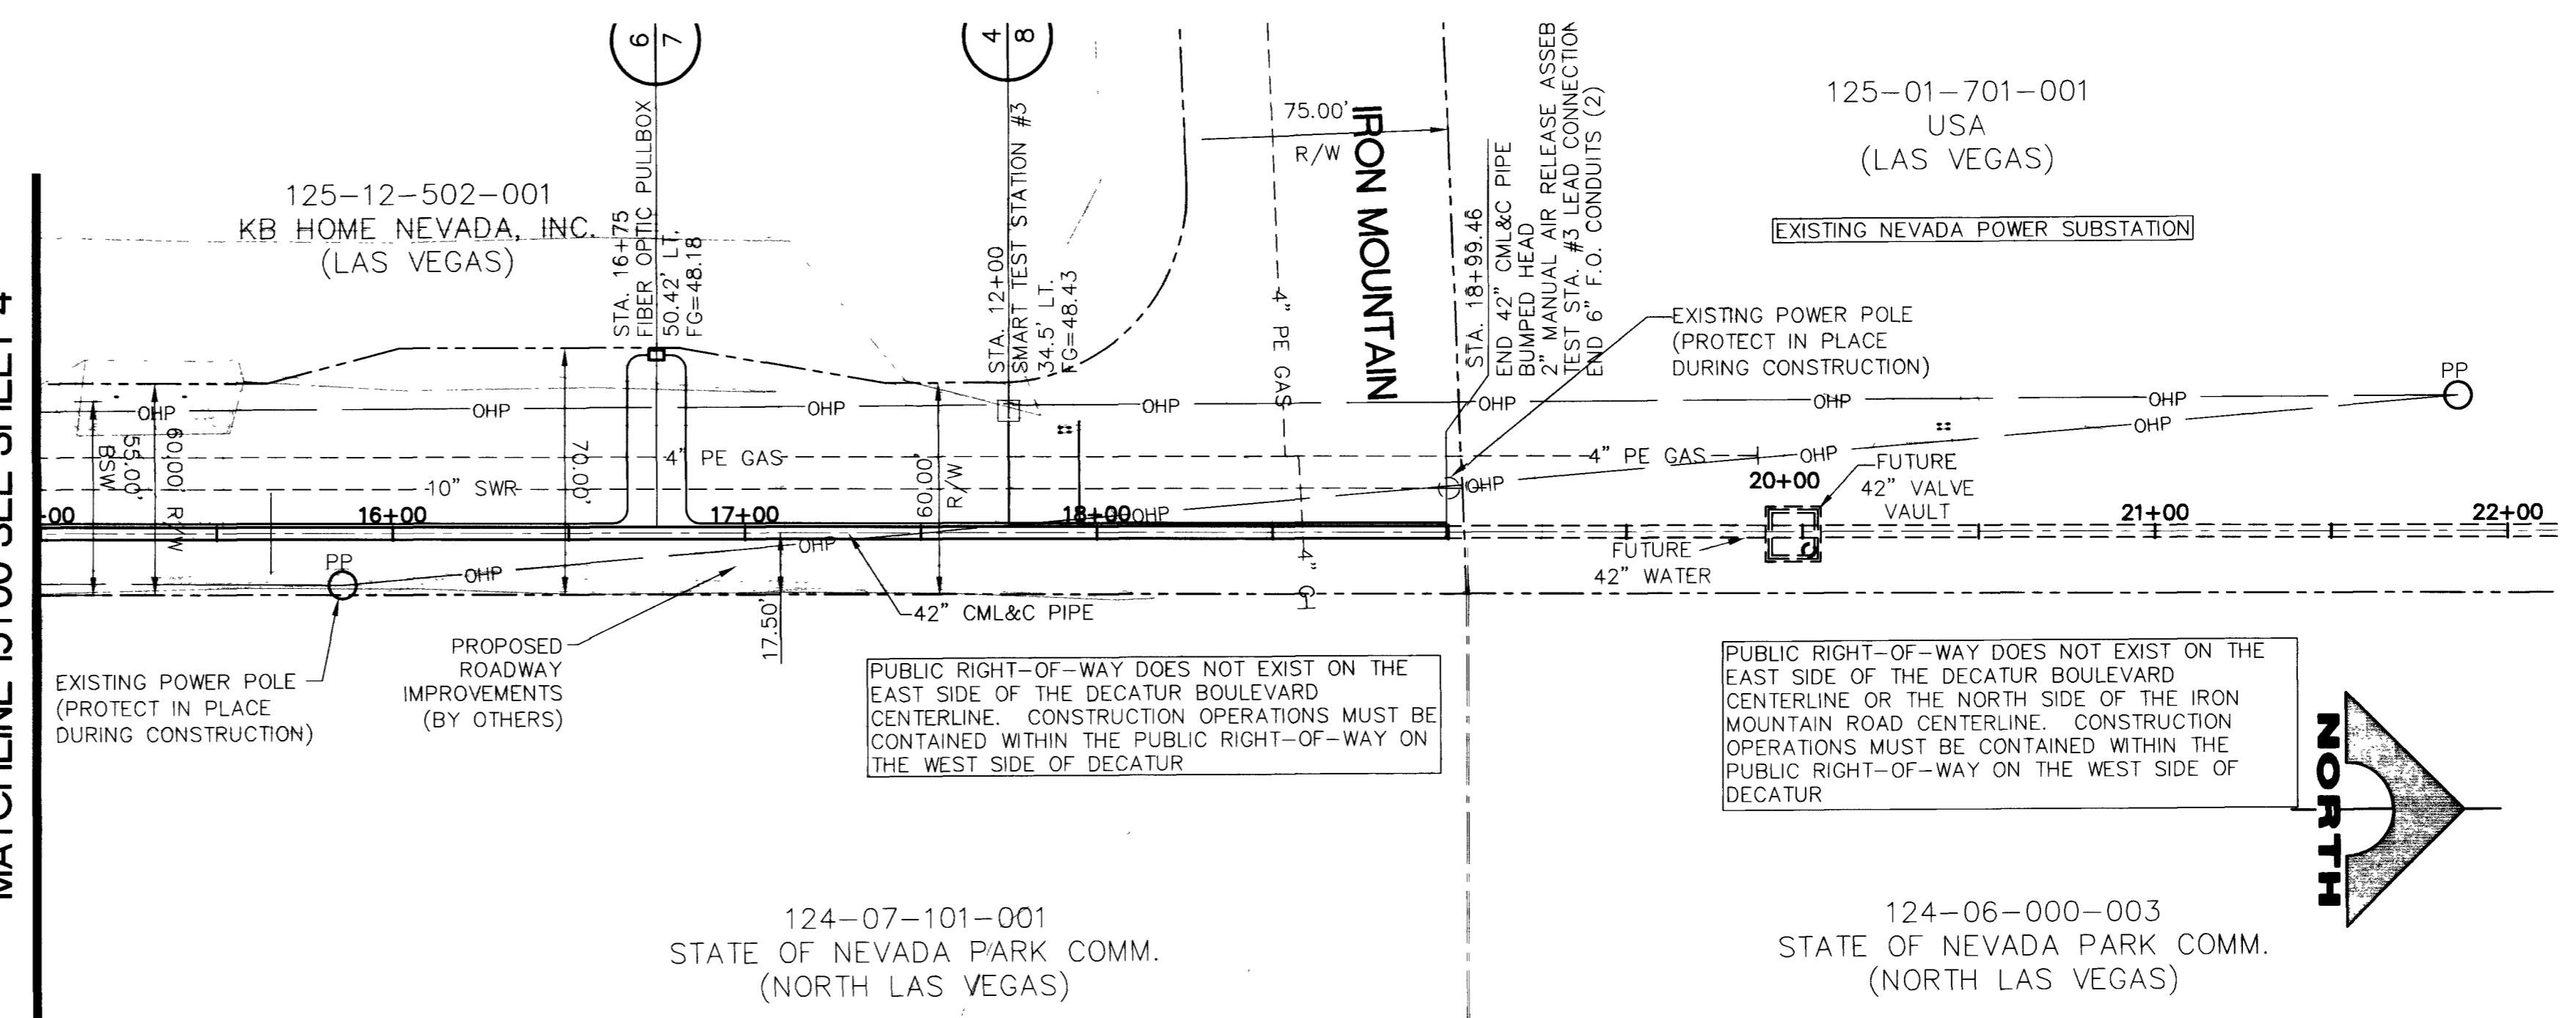 6
7
4
8
STA. 16+75
FIBER OPTIC PULLBOX
50.42' LT.
FG=48.18
STA. 12+00
SMART TEST STATION #3
34.5' LT.
FG=48.43
75.00'
R/W
IRON MOUNTAIN
STA. 18+99.46
END 42" CML&C PIPE
BUMPED HEAD
2" MANUAL AIR RELEASE ASSEB
TEST STA. #3 LEAD CONNECTION
END 6" F.O. CONDUITS (2)
125-01-701-001
USA
(LAS VEGAS)
EXISTING NEVADA POWER SUBSTATION
125-12-502-001
KB HOME NEVADA, INC.
(LAS VEGAS)
4" PE GAS
EXISTING POWER POLE
(PROTECT IN PLACE
DURING CONSTRUCTION)
PP
OHP
OHP
OHP
OHP
OHP
OHP
OHP
OHP
55.00'
BSW
60.00' R/W
70.00'
60.00'
R/W
4" PE GAS
4" PE GAS
OHP
10" SWR
OHP
FUTURE
42" VALVE
VAULT
+00
16+00
17+00
18+00
OHP
20+00
21+00
22+00
OHP
OHP
PP
4" G
FUTURE
42" WATER
17.50'
42" CML&C PIPE
PROPOSED
ROADWAY
IMPROVEMENTS
(BY OTHERS)
EXISTING POWER POLE
(PROTECT IN PLACE
DURING CONSTRUCTION)
PUBLIC RIGHT-OF-WAY DOES NOT EXIST ON THE
EAST SIDE OF THE DECATUR BOULEVARD
CENTERLINE. CONSTRUCTION OPERATIONS MUST BE
CONTAINED WITHIN THE PUBLIC RIGHT-OF-WAY ON
THE WEST SIDE OF DECATUR
PUBLIC RIGHT-OF-WAY DOES NOT EXIST ON THE
EAST SIDE OF THE DECATUR BOULEVARD
CENTERLINE OR THE NORTH SIDE OF THE IRON
MOUNTAIN ROAD CENTERLINE. CONSTRUCTION
OPERATIONS MUST BE CONTAINED WITHIN THE
PUBLIC RIGHT-OF-WAY ON THE WEST SIDE OF
DECATUR
NORTH
124-07-101-001
STATE OF NEVADA PARK COMM.
(NORTH LAS VEGAS)
124-06-000-003
STATE OF NEVADA PARK COMM.
(NORTH LAS VEGAS)